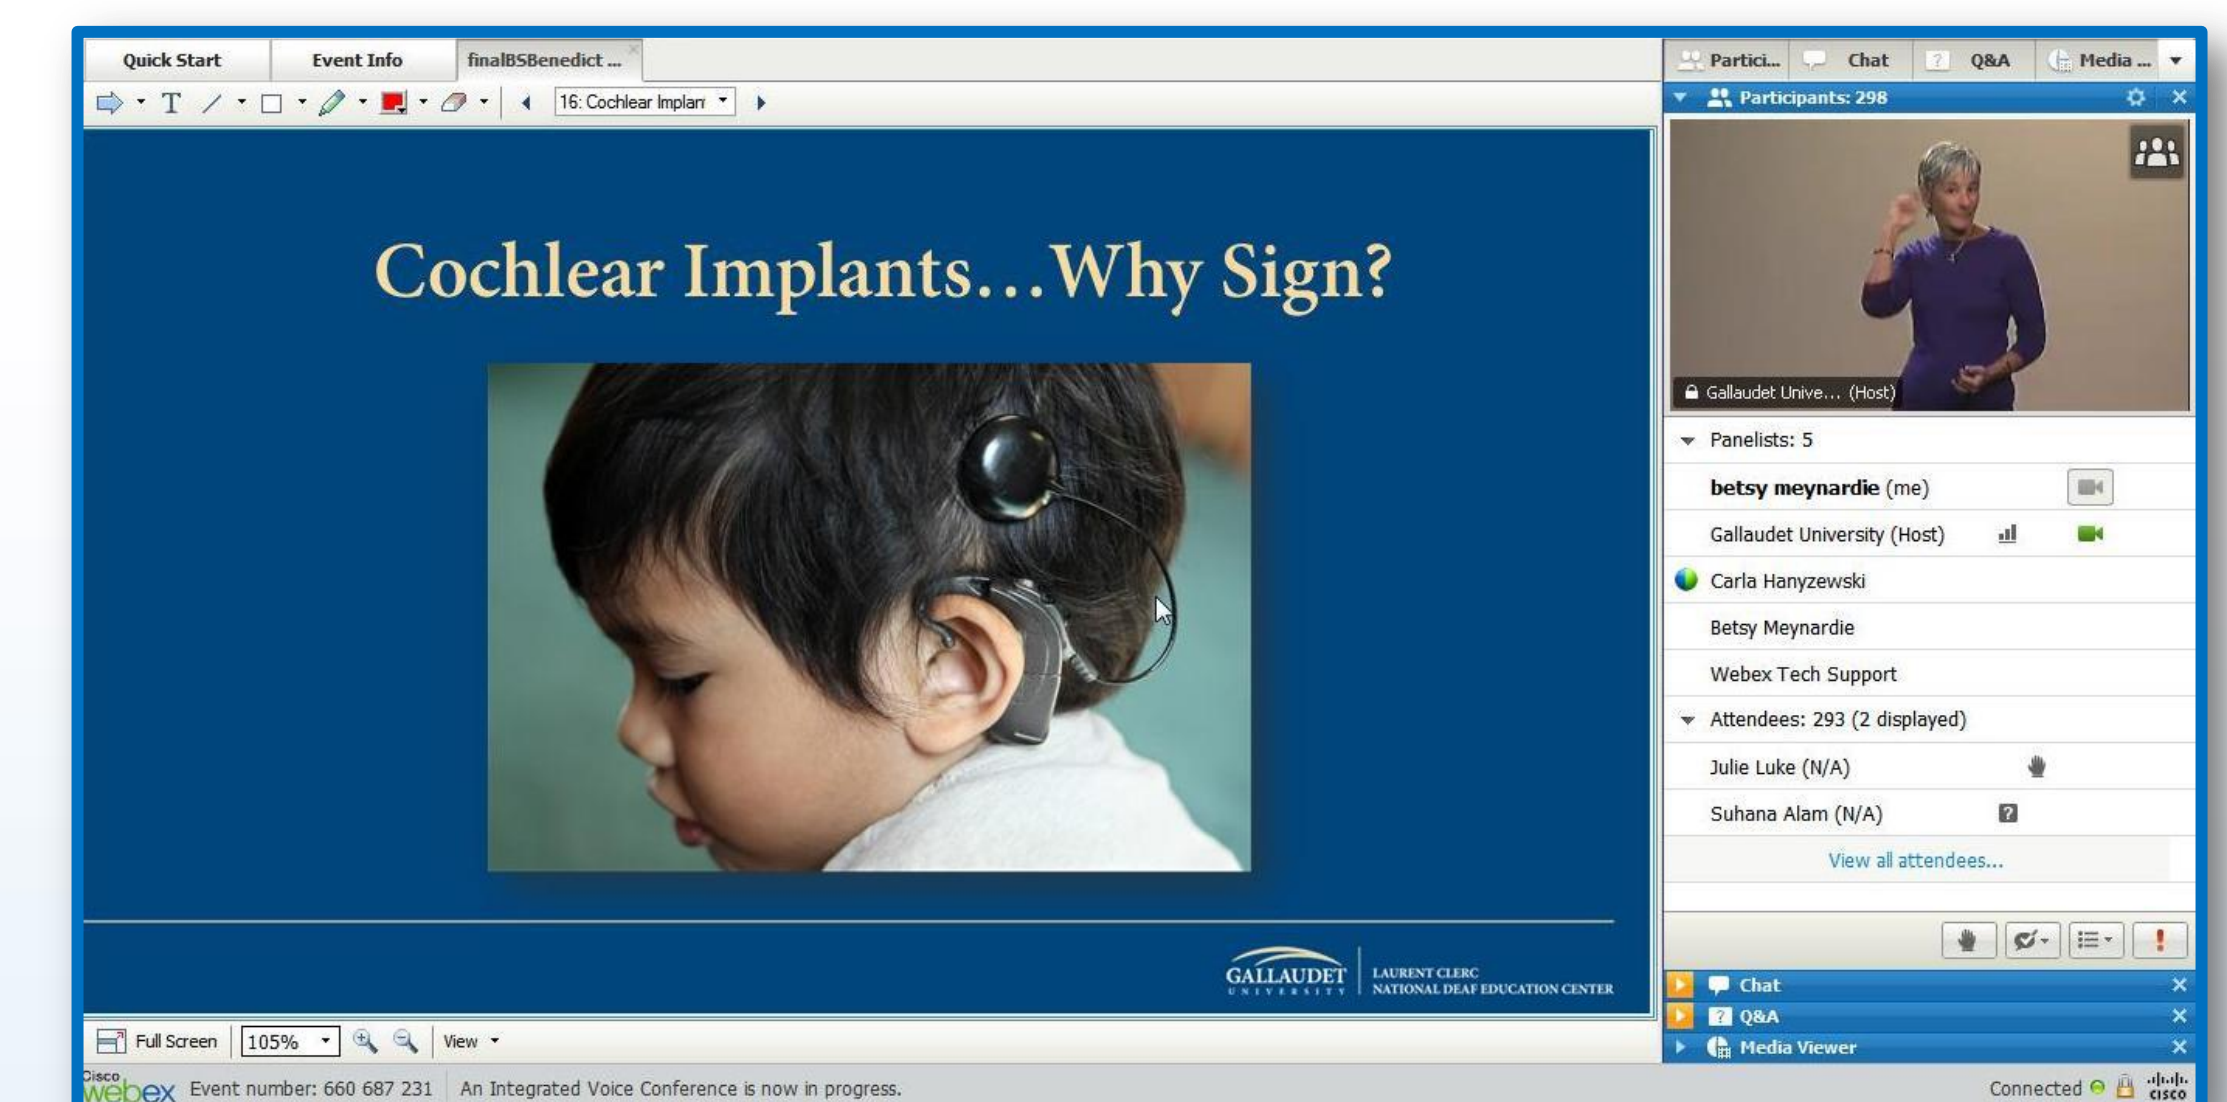 Quick Start
Event Info
finalBSBenedict ...
Partici...
Chat
Q&A
Media ...
T
16: Cochlear Implan
Participants: 298
Cochlear Implants…Why Sign?
Gallaudet Unive... (Host)
Panelists: 5
betsy meynardie (me)
Gallaudet University (Host)
Carla Hanyzewski
Betsy Meynardie
Webex Tech Support
Attendees: 293 (2 displayed)
Julie Luke (N/A)
Suhana Alam (N/A)
View all attendees...
GALLAUDET
UNIVERSITY
LAURENT CLERC
NATIONAL DEAF EDUCATION CENTER
Chat
Q&A
Media Viewer
Full Screen
105%
View
Cisco
webex
Event number: 660 687 231
An Integrated Voice Conference is now in progress.
Connected
CISCO